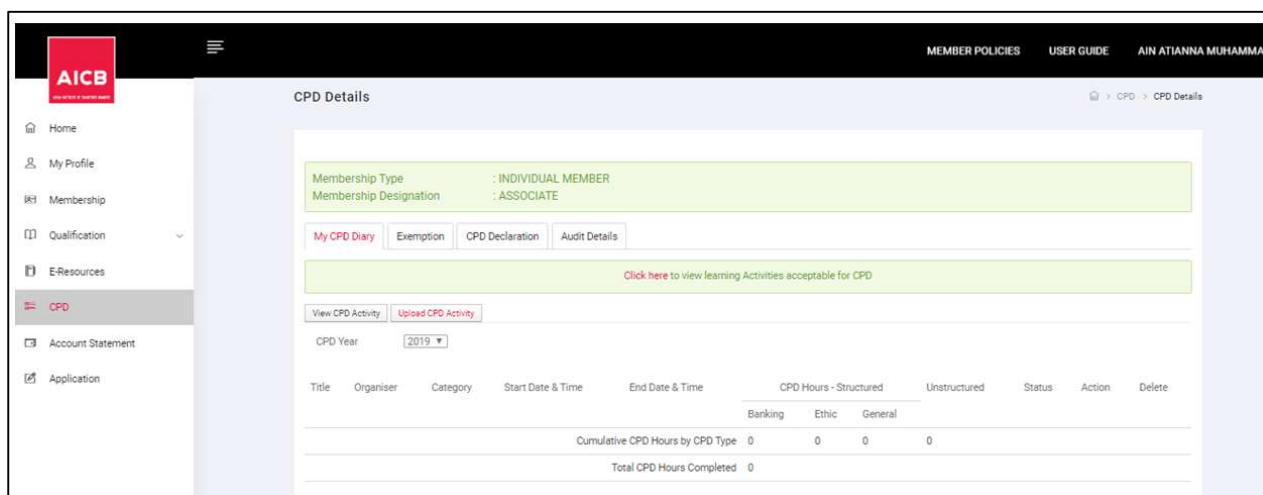 MEMBER POLICIES USER GUIDE AIN ATIANNA MUHAMMA
AICB
CPD Details
CPD > CPD Details
Home
My Profile
Membership
Qualification
E-Resources
CPD
Account Statement
Application
Membership Type : INDIVIDUAL MEMBER
Membership Designation : ASSOCIATE
My CPD Diary Exemption CPD Declaration Audit Details
Click here to view learning Activities acceptable for CPD
View CPD Activity Upload CPD Activity
CPD Year 2019
Title Organiser Category Start Date & Time End Date & Time CPD Hours - Structured Unstructured Status Action Delete
Banking Ethic General
Cumulative CPD Hours by CPD Type 0 0 0 0
Total CPD Hours Completed 0